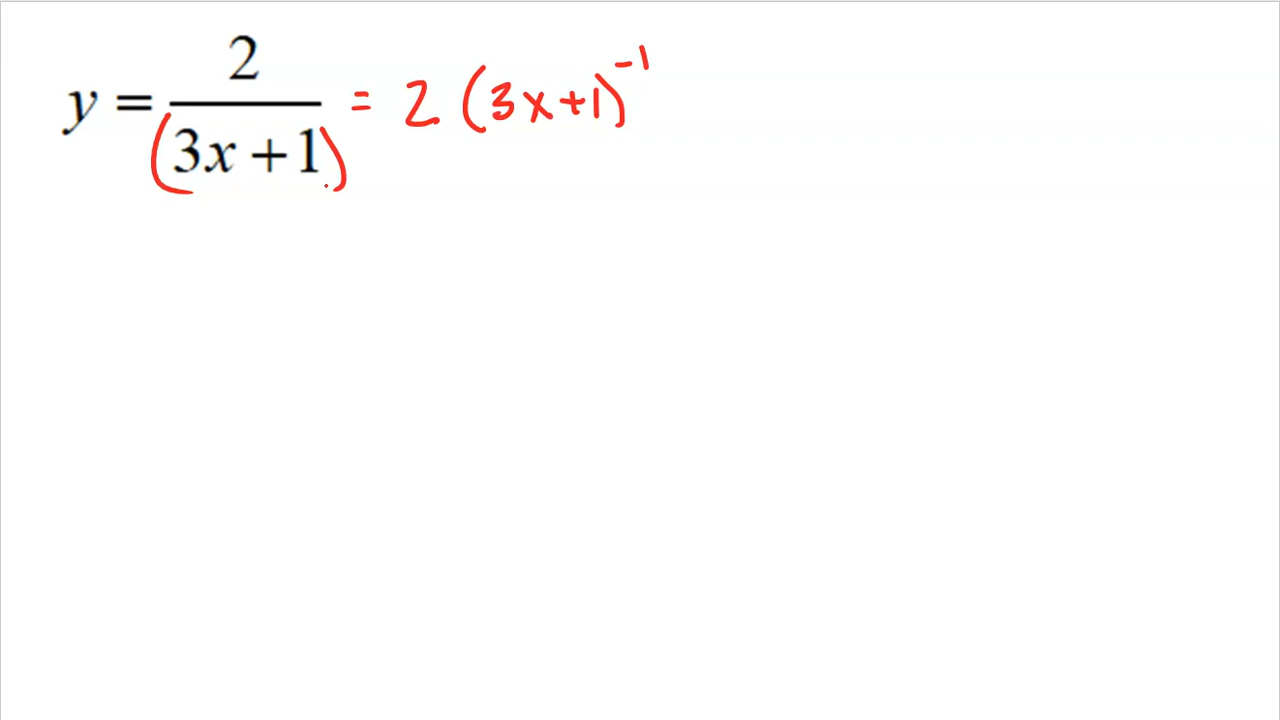 y = 2/(3x+1) = 2 (3x+1)^-1